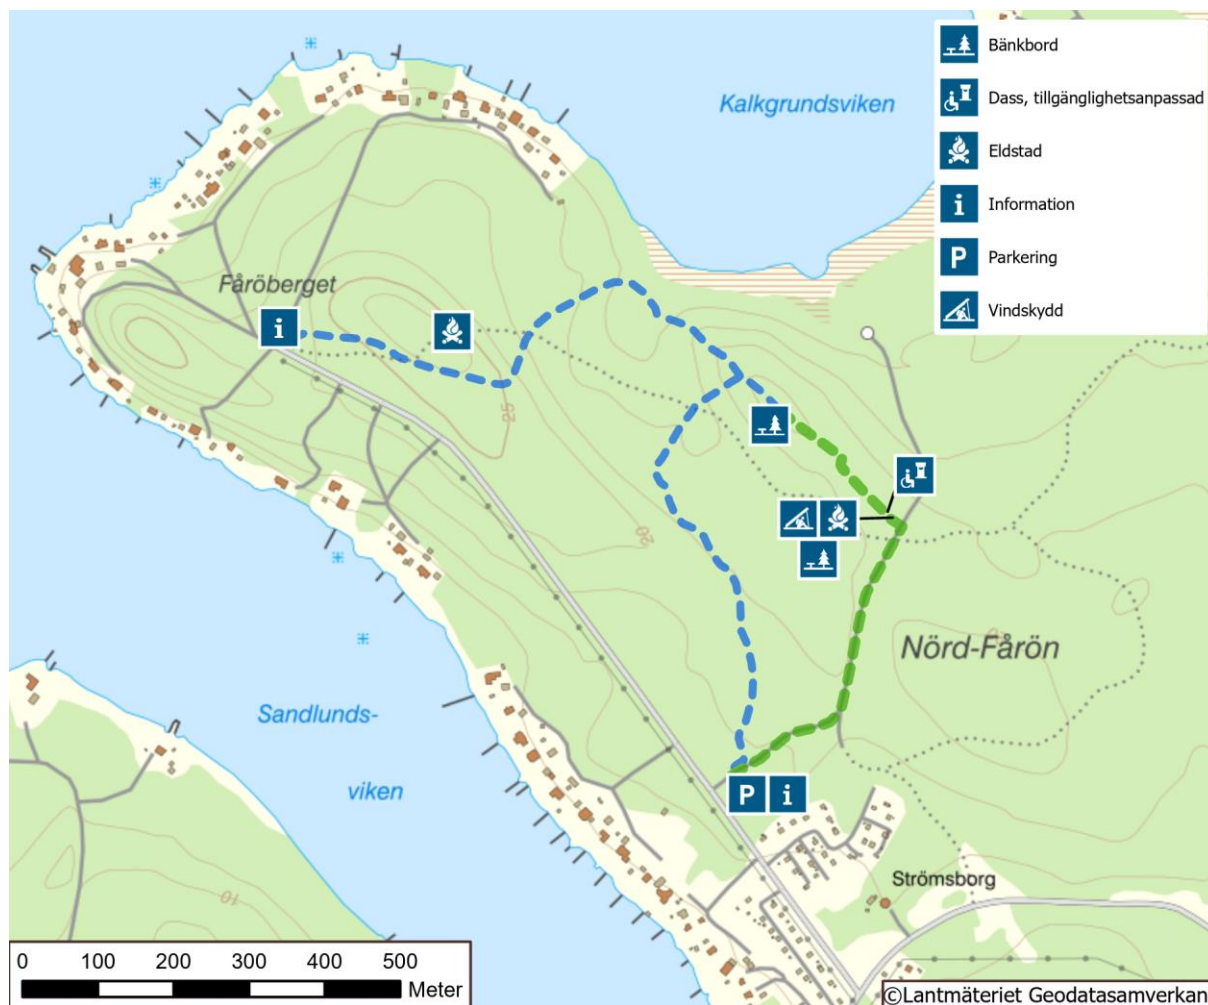 Kalkgrundsviken
Bänkbord
Dass, tillgänglighetsanpassad
Eldstad
i Information
P Parkering
Vindskydd
Fåröberget
i
25
20
Nörd-Fårön
Sandlunds-
viken
P i
Strömsborg
10
0 100 200 300 400 500
Meter
©Lantmäteriet Geodatasamverkan